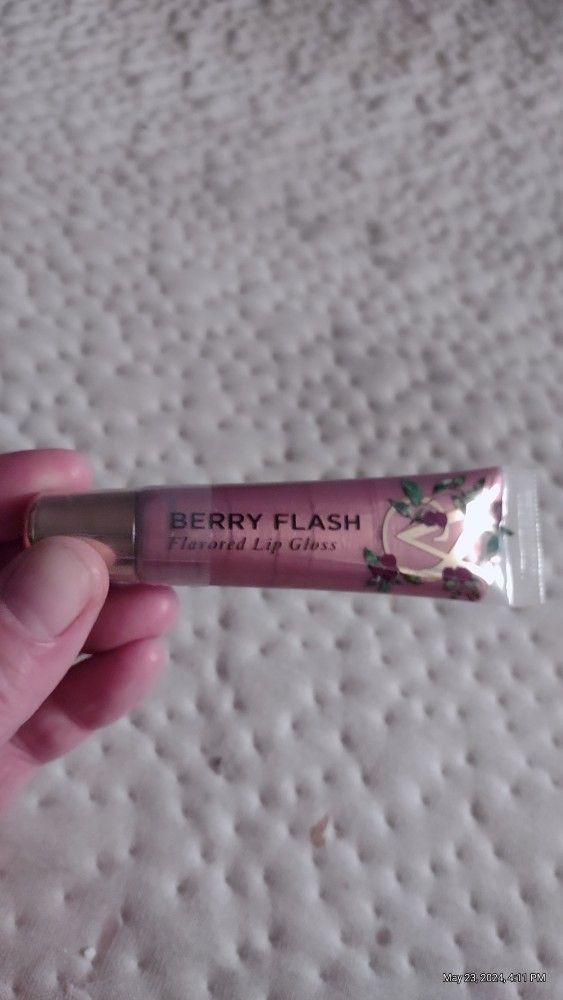 BERRY FLASH
Flavored Lip Gloss
May 23, 2024, 4:11 PM